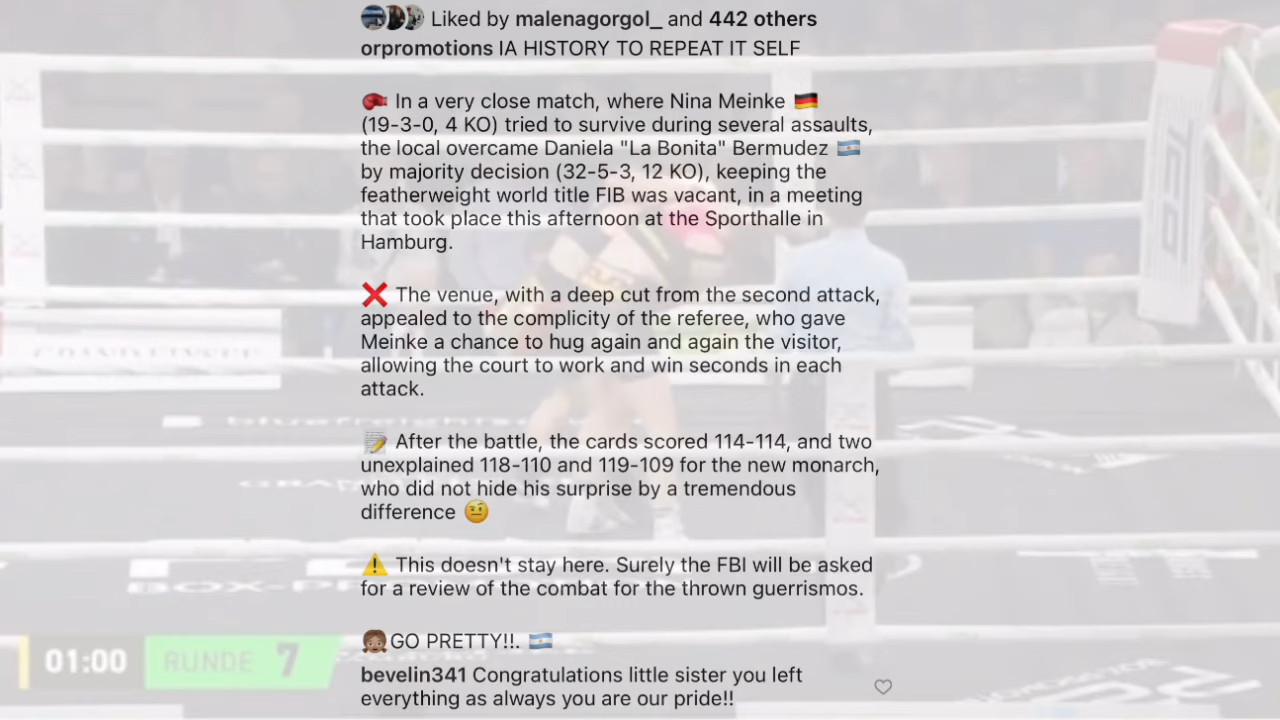 Liked by malenagorgol_ and 442 others
orpromotions IA HISTORY TO REPEAT IT SELF
🥊 In a very close match, where Nina Meinke 🇩🇪
(19-3-0, 4 KO) tried to survive during several assaults,
the local overcame Daniela "La Bonita" Bermudez 🇦🇷
by majority decision (32-5-3, 12 KO), keeping the
featherweight world title FIB was vacant, in a meeting
that took place this afternoon at the Sporthalle in
Hamburg.
❌ The venue, with a deep cut from the second attack,
appealed to the complicity of the referee, who gave
Meinke a chance to hug again and again the visitor,
allowing the court to work and win seconds in each
attack.
📝 After the battle, the cards scored 114-114, and two
unexplained 118-110 and 119-109 for the new monarch,
who did not hide his surprise by a tremendous
difference 🤨
⚠️ This doesn't stay here. Surely the FBI will be asked
for a review of the combat for the thrown guerrismos.
👧🏽GO PRETTY!!. 🇦🇷
bevelin341 Congratulations little sister you left
everything as always you are our pride!!
01:00 RUNDE 7